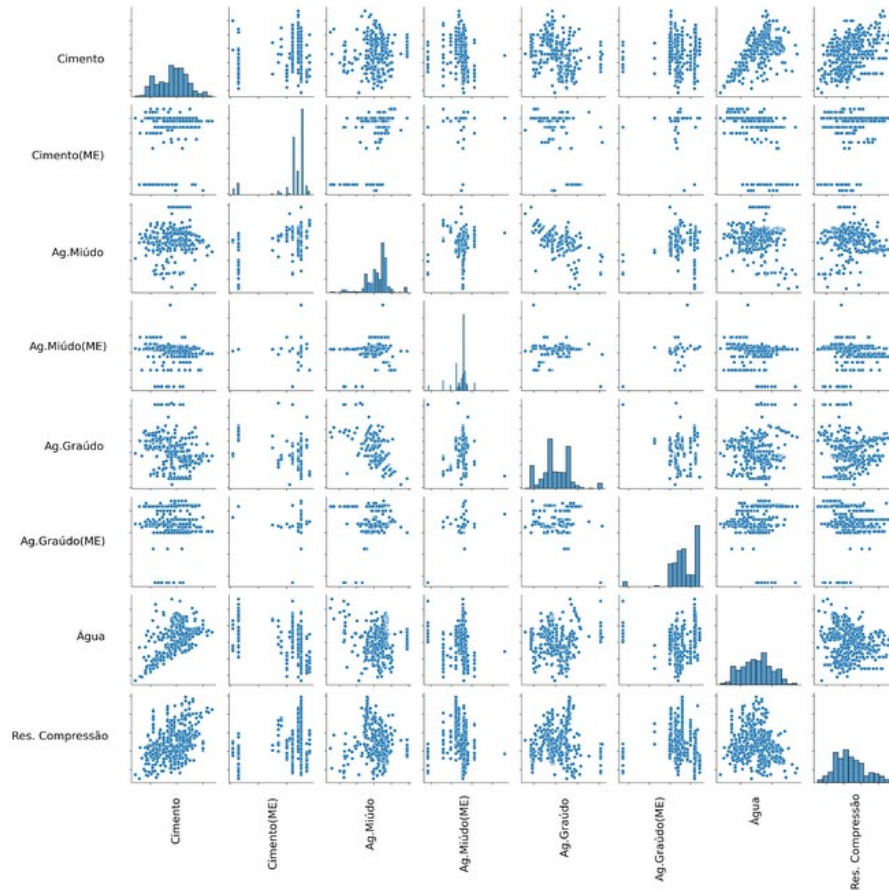 Cimento
Cimento(ME)
Ag.Miúdo
Ag.Miúdo(ME)
Ag.Graúdo
Ag.Graúdo(ME)
Água
Res. Compressão
Cimento
Cimento(ME)
Ag.Miúdo
Ag.Miúdo(ME)
Ag.Graúdo
Ag.Graúdo(ME)
Água
Res. Compressão